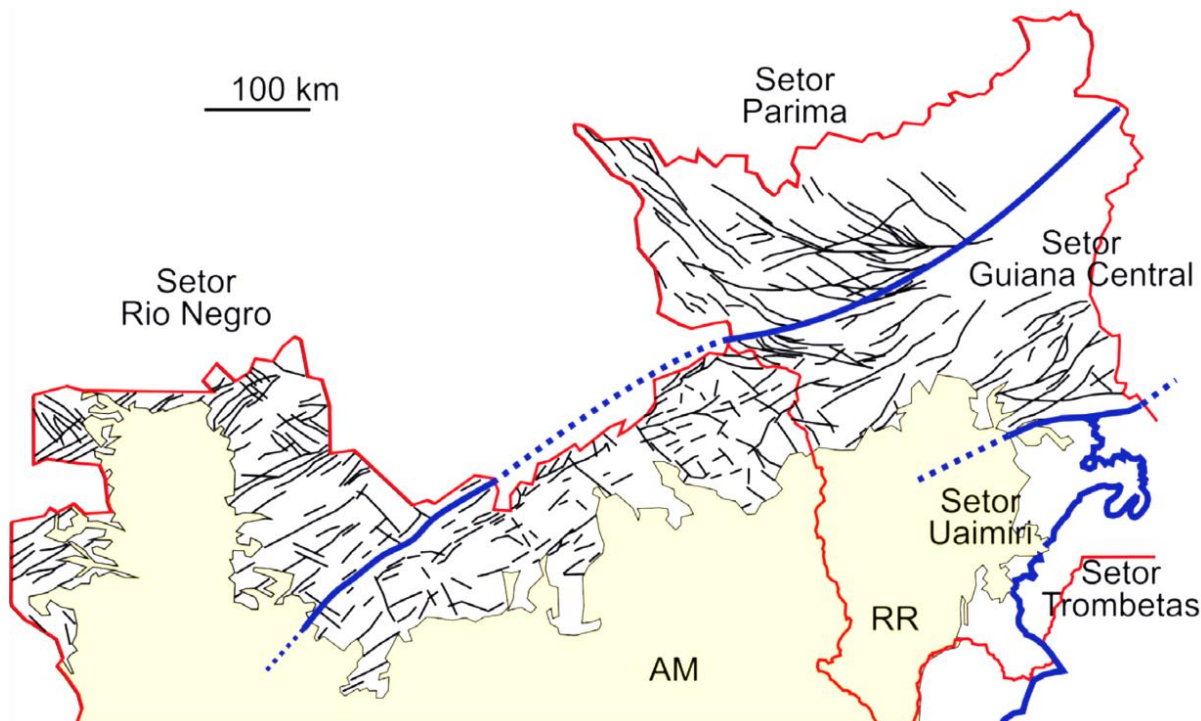 100 km
Setor
Parima
Setor
Guiana Central
Setor
Rio Negro
Setor
Uaimiri
Setor
Trombetas
RR
AM